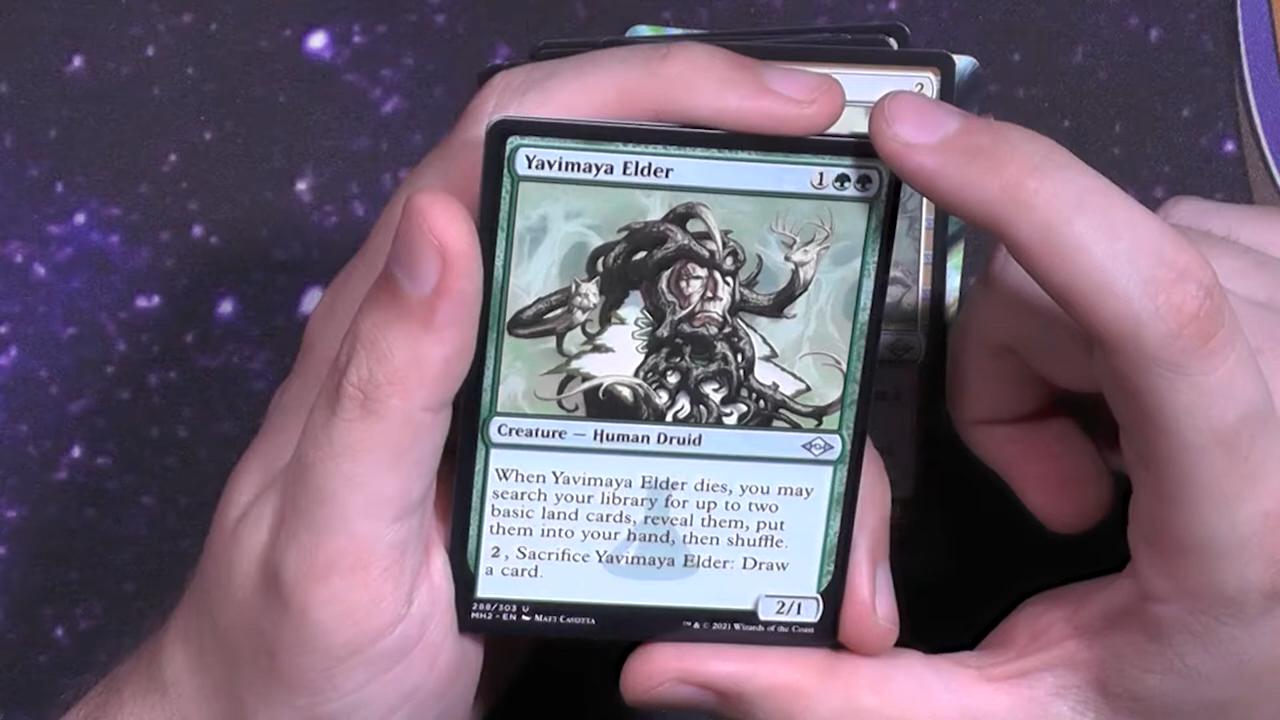 2
Yavimaya Elder 1
Creature — Human Druid
When Yavimaya Elder dies, you may
search your library for up to two
basic land cards, reveal them, put
them into your hand, then shuffle.
2, Sacrifice Yavimaya Elder: Draw
a card.
2/1
288/303 U
MH2 - EN Matt Cavotta
™ & © 2021 Wizards of the Coast